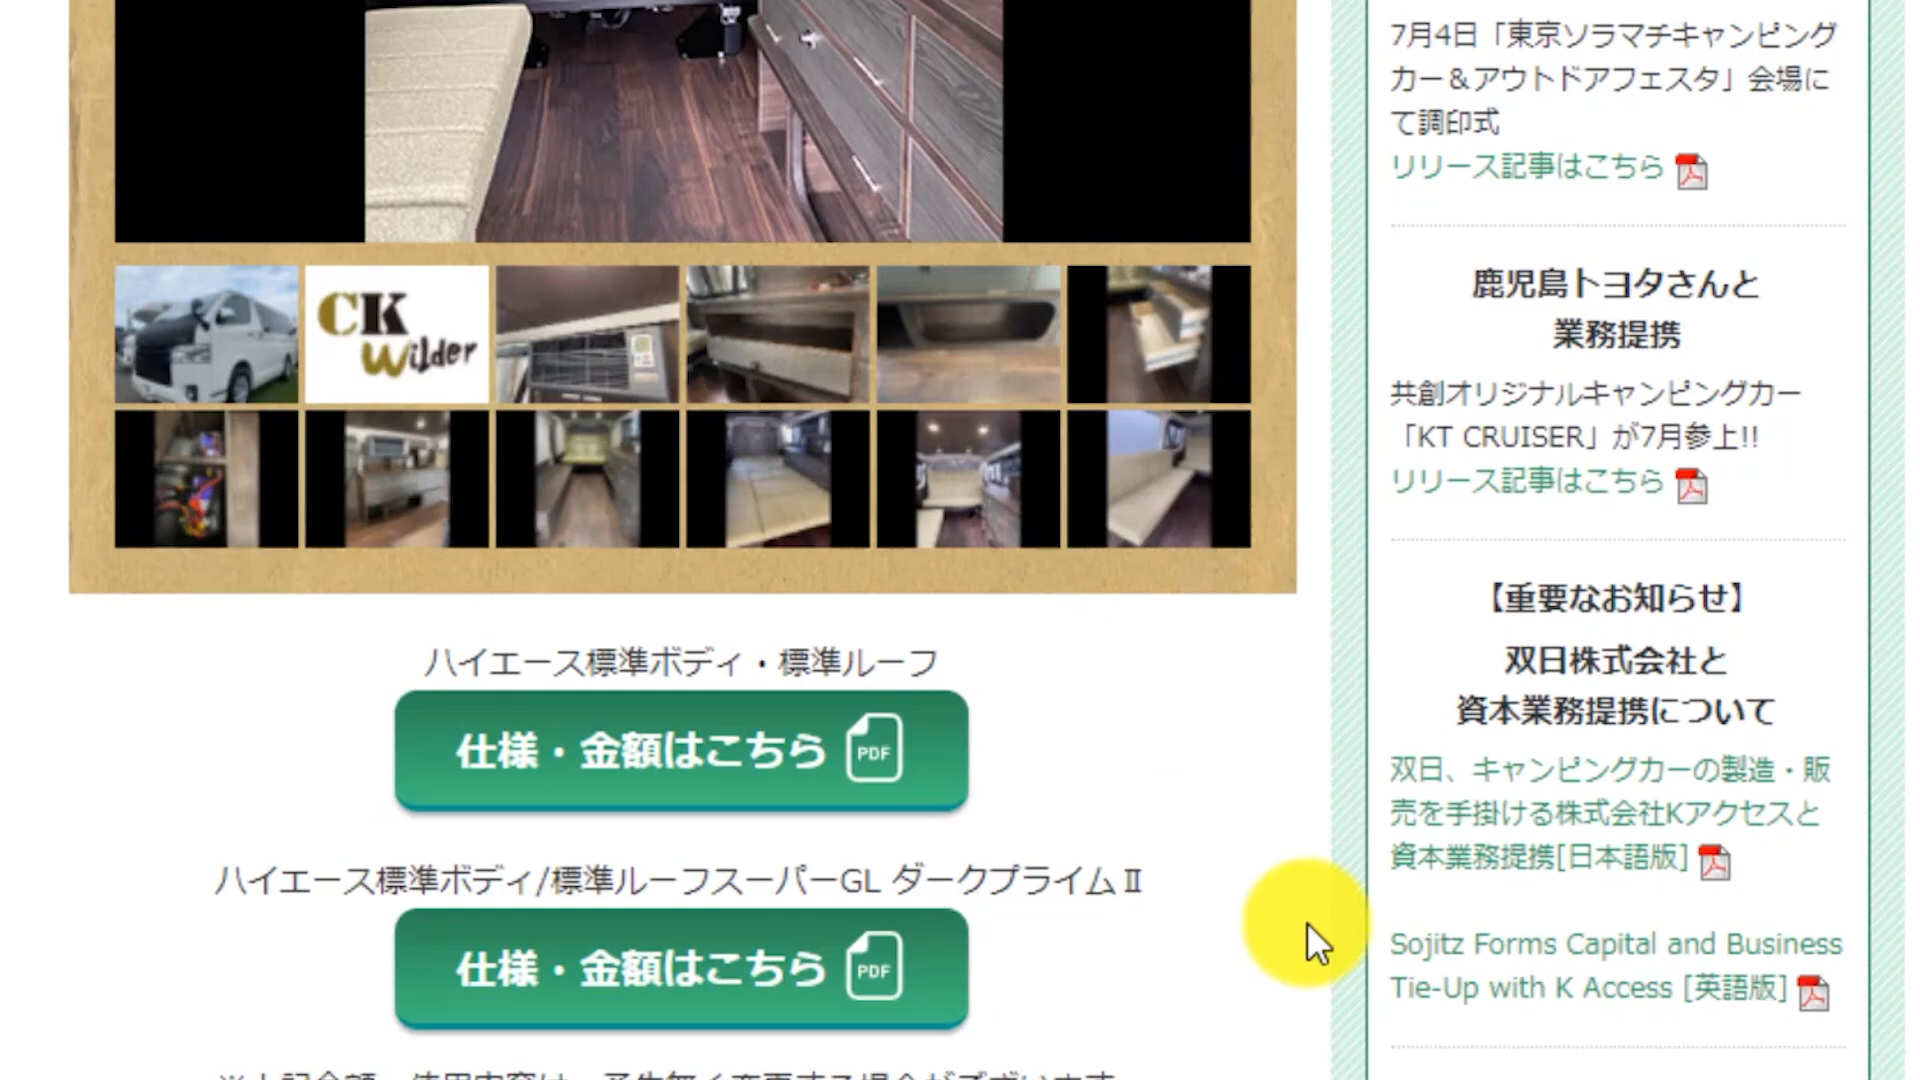 CK
Wilder
ハイエース標準ボディ・標準ルーフ
仕様・金額はこちら PDF
ハイエース標準ボディ/標準ルーフスーパーGL ダークプライムⅡ
仕様・金額はこちら PDF
7月4日「東京ソラマチキャンピング
カー＆アウトドアフェスタ」会場に
て調印式
リリース記事はこちら
鹿児島トヨタさんと
業務提携
共創オリジナルキャンピングカー
「KT CRUISER」が7月参上!!
リリース記事はこちら
【重要なお知らせ】
双日株式会社と
資本業務提携について
双日、キャンピングカーの製造・販
売を手掛ける株式会社Kアクセスと
資本業務提携[日本語版]
Sojitz Forms Capital and Business
Tie-Up with K Access [英語版]